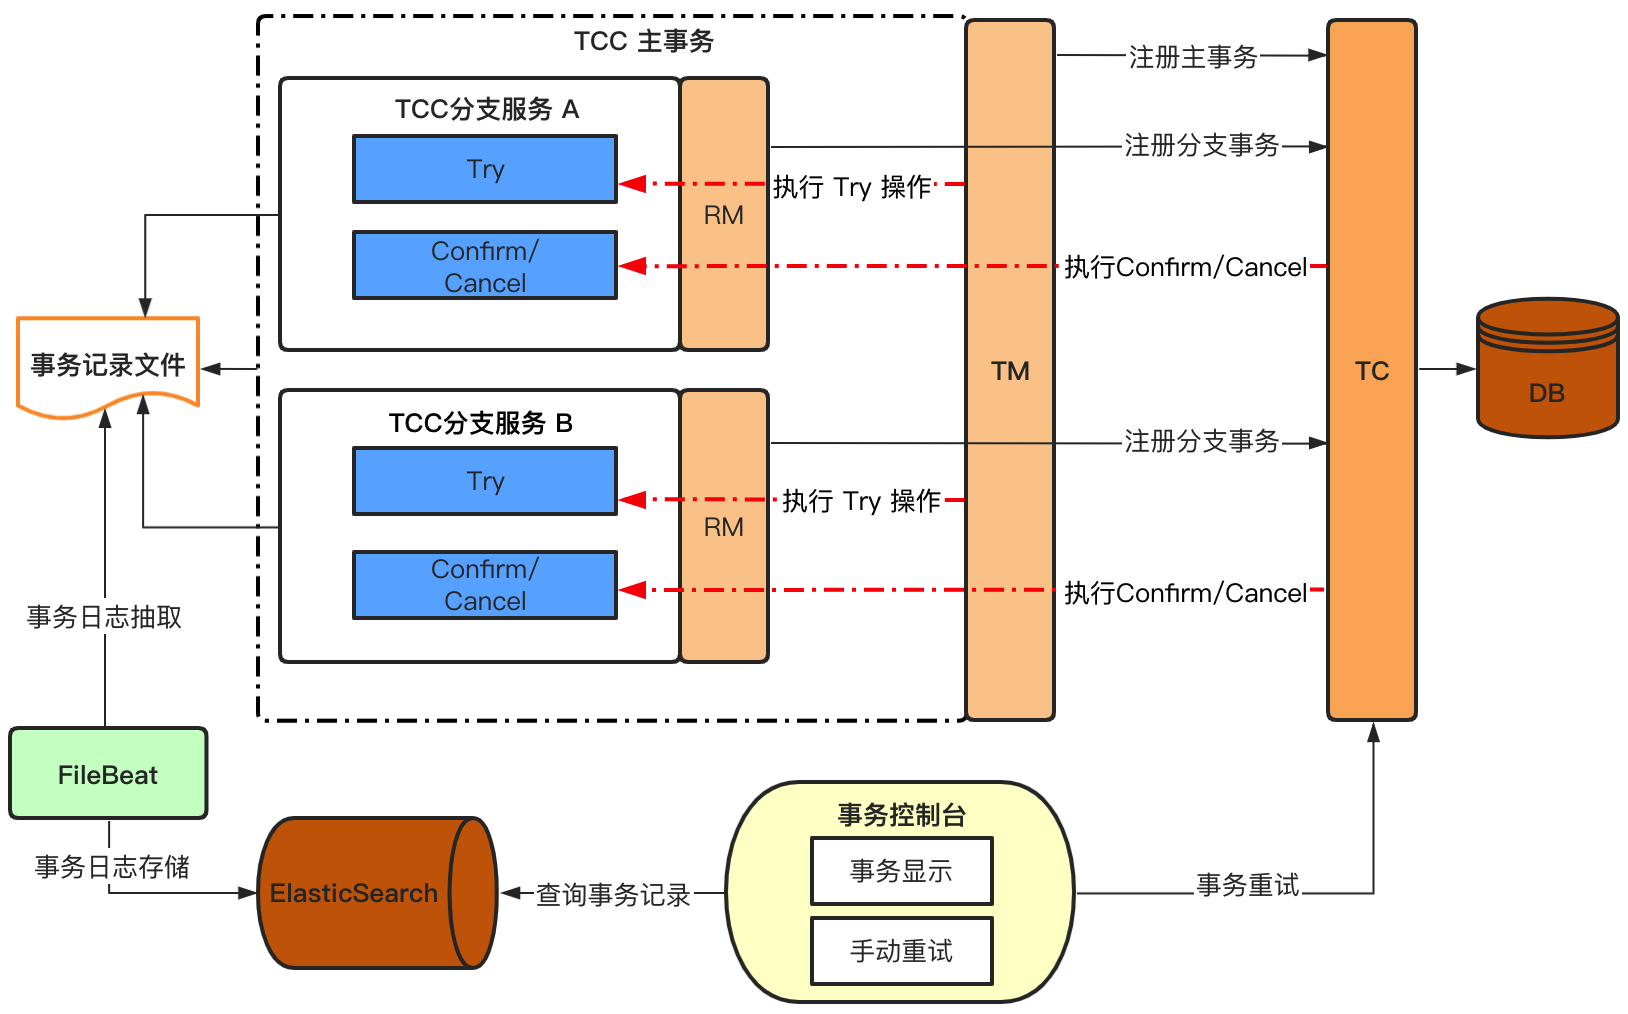 TCC 主事务
注册主事务
TCC分支服务 A
Try
注册分支事务
执行 Try 操作
RM
Confirm/
Cancel
执行Confirm/Cancel
事务记录文件
TM
TC
DB
TCC分支服务 B
注册分支事务
Try
执行 Try 操作
RM
Confirm/
Cancel
执行Confirm/Cancel
事务日志抽取
FileBeat
事务日志存储
ElasticSearch
查询事务记录
事务控制台
事务显示
手动重试
事务重试